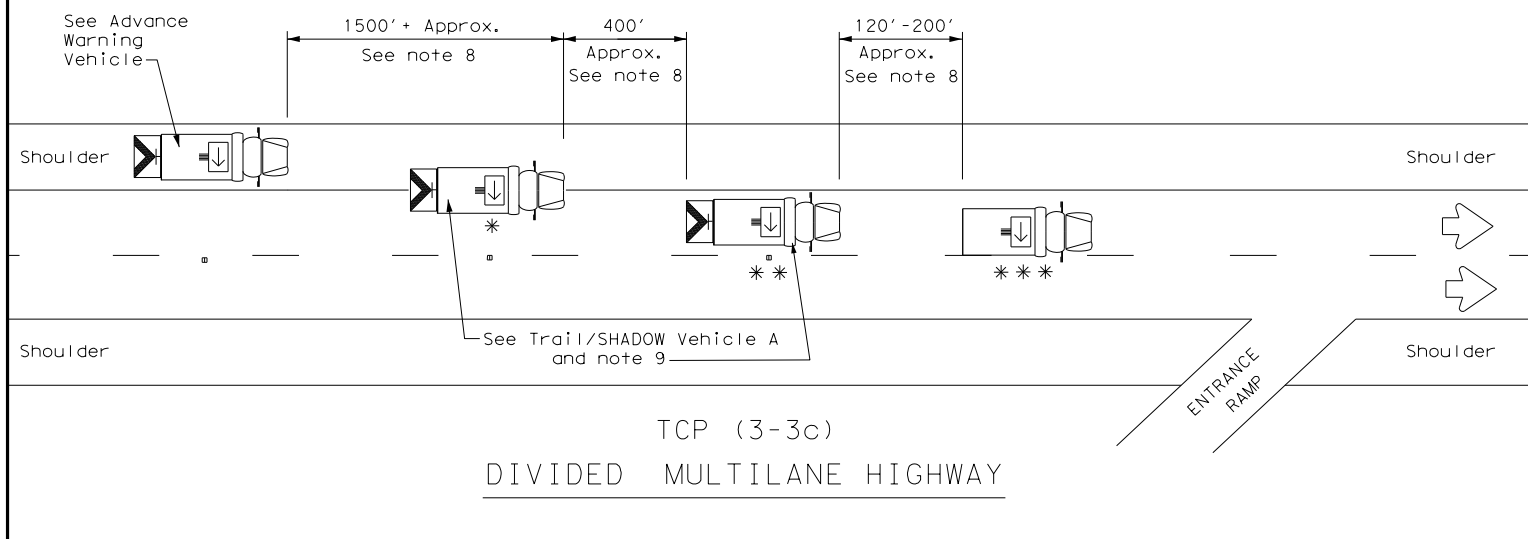 See Advance
Warning
Vehicle
1500'+ Approx.
See note 8
400'
Approx.
See note 8
120'-200'
Approx.
See note 8
Shoulder
Shoulder
*
* *
* * *
See Trail/SHADOW Vehicle A
and note 9
Shoulder
Shoulder
ENTRANCE
RAMP
TCP (3-3c)
DIVIDED MULTILANE HIGHWAY